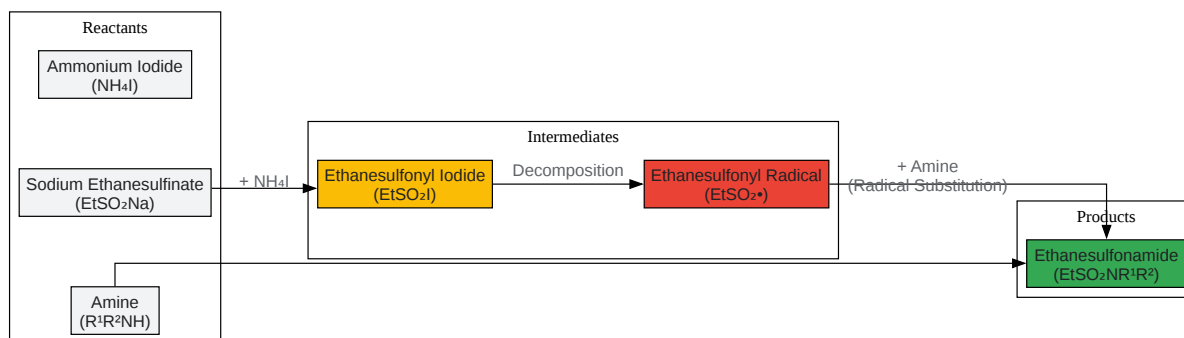 Reactants
Ammonium Iodide
(NH₄I)
Sodium Ethanesulfinate
(EtSO₂Na)
Amine
(R¹R²NH)
+ NH₄I
Intermediates
Ethanesulfonyl Iodide
(EtSO₂I)
Decomposition
Ethanesulfonyl Radical
(EtSO₂•)
+ Amine
(Radical Substitution)
Products
Ethanesulfonamide
(EtSO₂NR¹R²)